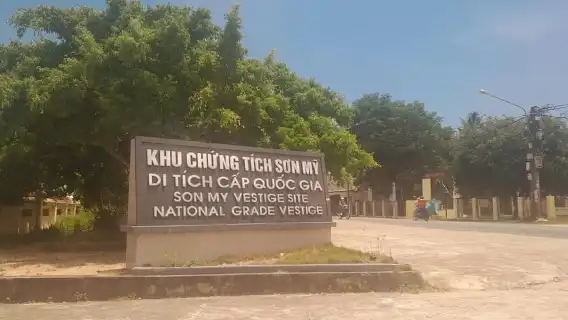 KHU CHỨNG TÍCH SƠN MỸ
DI TÍCH CẤP QUỐC GIA
SON MY VESTIGE SITE
NATIONAL GRADE VESTIGE